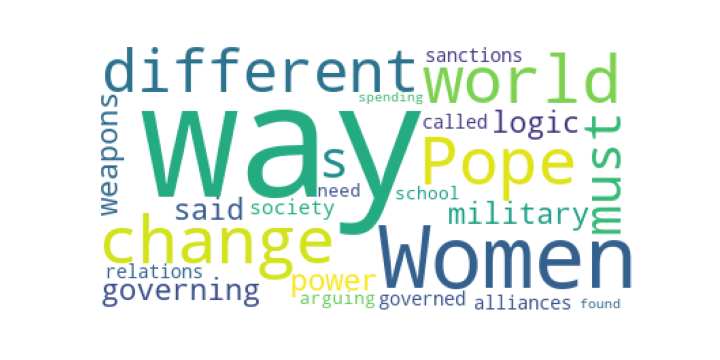 sanctions
different
world
spending
weapons
way
called
logic
must
s
Pope
need
school
said
society
military
change
Women
relations
power
governing
arguing
governed
alliances
found